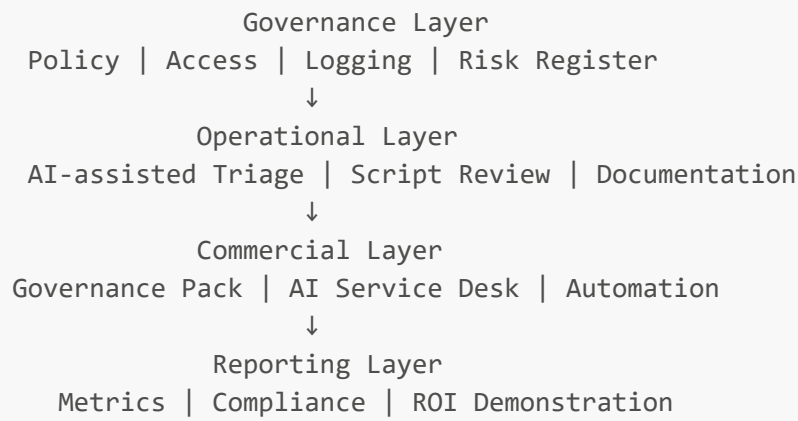 Governance Layer
Policy | Access | Logging | Risk Register
↓
Operational Layer
AI-assisted Triage | Script Review | Documentation
↓
Commercial Layer
Governance Pack | AI Service Desk | Automation
↓
Reporting Layer
Metrics | Compliance | ROI Demonstration